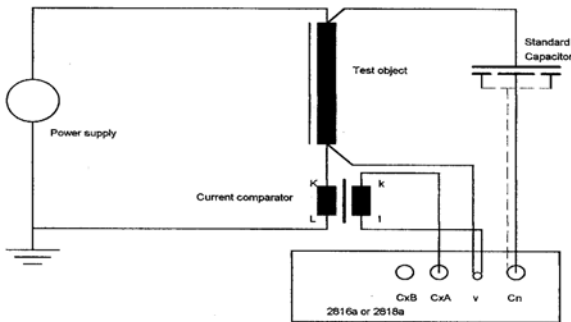 Standard
Capacitor
Test object
Power supply
K k
Current comparator
L l
CxB CxA v Cn
2816a or 2818a